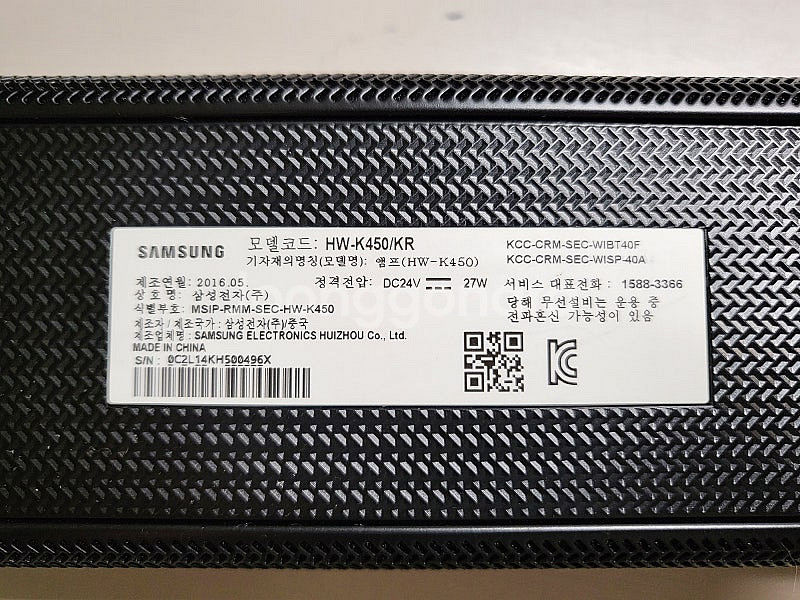 SAMSUNG
모델코드: HW-K450/KR
기자재의명칭(모델명): 앰프(HW-K450)
KCC-CRM-SEC-WIBT40F
KCC-CRM-SEC-WISP-40A
제조연월: 2016.05.
정격전압: DC24V 27W
서비스 대표전화 : 1588-3366
상 호 명: 삼성전자(주)
식별부호: MSIP-RMM-SEC-HW-K450
당해 무선설비는 운용 중
전파혼신 가능성이 있음
제조자 / 제조국가 : 삼성전자(주)/중국
제조업체명 : SAMSUNG ELECTRONICS HUIZHOU Co., Ltd.
MADE IN CHINA
S/N : 0C2L14KH500496X